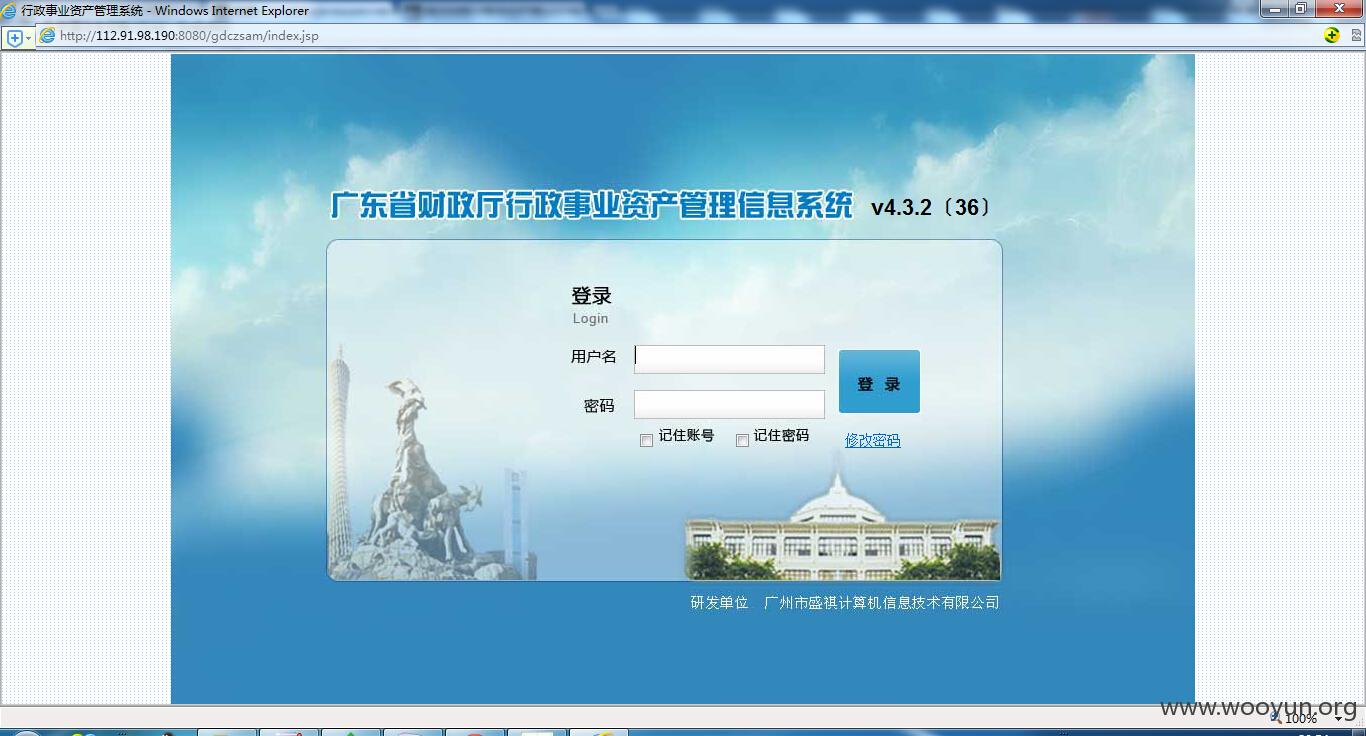 行政事业资产管理系统 - Windows Internet Explorer
http://112.91.98.190:8080/gdczsam/index.jsp
广东省财政厅行政事业资产管理信息系统 v4.3.2〔36〕
登录
Login
用户名
密码
登 录
记住账号 记住密码 修改密码
研发单位 广州市盛祺计算机信息技术有限公司
www.wooyun.org
100%